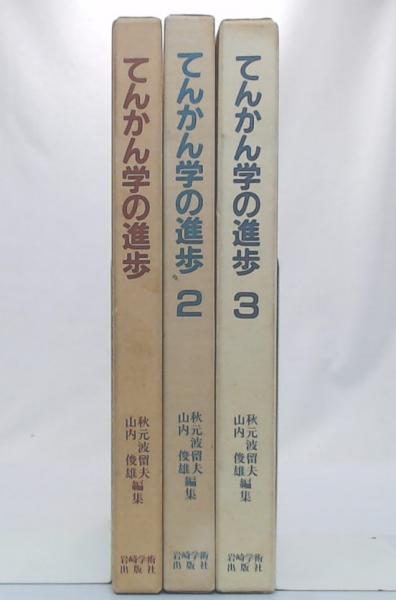 てんかん学の進歩
秋元波留夫
山内 俊雄編集
岩崎学術
出版社
てんかん学の進歩 2
秋元波留夫
山内 俊雄編集
岩崎学術
出版社
てんかん学の進歩 3
秋元波留夫
山内 俊雄編集
岩崎学術
出版社